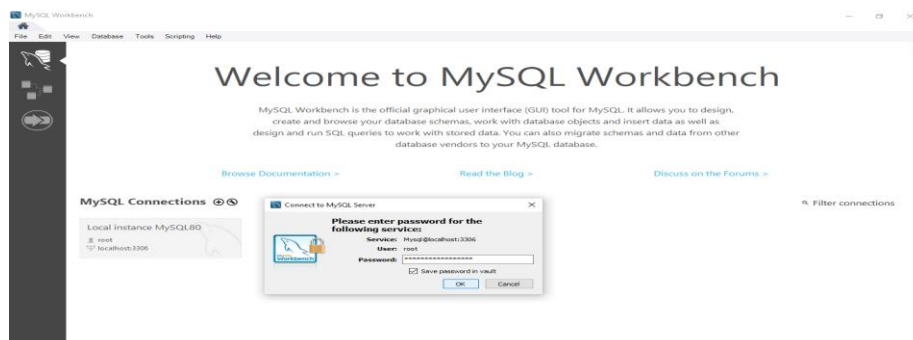 MySQL Workbench
File Edit View Database Tools Scripting Help
Welcome to MySQL Workbench
MySQL Workbench is the official graphical user interface (GUI) tool for MySQL. It allows you to design,
create and browse your database schemas, work with database objects and insert data as well as
design and run SQL queries to work with stored data. You can also migrate schemas and data from other
database vendors to your MySQL database.
Browse Documentation >
Read the Blog >
Discuss on the Forums >
MySQL Connections
Filter connections
Local instance MySQL80
root
localhost:3306
Connect to MySQL Server
Please enter password for the
following service:
Service: Mysql@localhost:3306
User: root
Password: *****************
Save password in vault
OK Cancel
Workbench